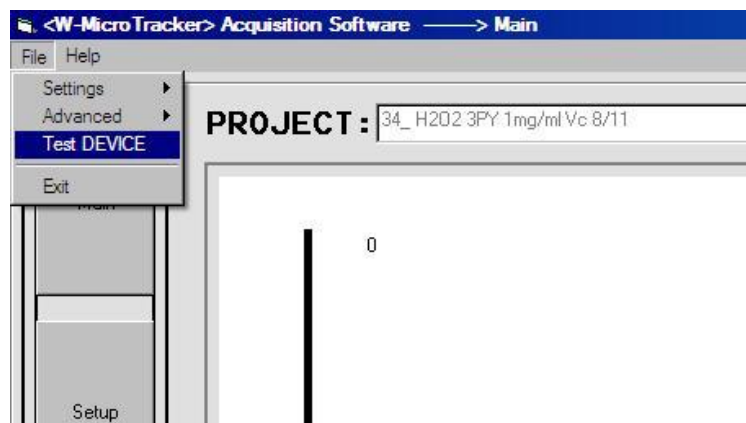 <W-MicroTracker> Acquisition Software ——> Main
File Help
Settings
Advanced
Test DEVICE
Exit
PROJECT: 34_ H2O2 3PY 1mg/ml Vc 8/11
Main
0
Setup